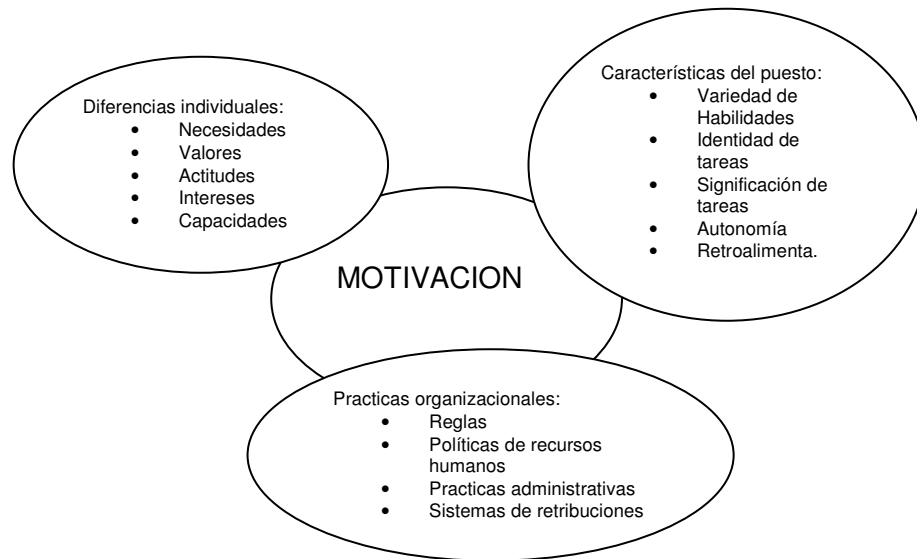 Diferencias individuales:
• Necesidades
• Valores
• Actitudes
• Intereses
• Capacidades
Características del puesto:
• Variedad de
Habilidades
• Identidad de
tareas
• Significación de
tareas
• Autonomía
• Retroalimenta.
MOTIVACION
Practicas organizacionales:
• Reglas
• Políticas de recursos
humanos
• Practicas administrativas
• Sistemas de retribuciones